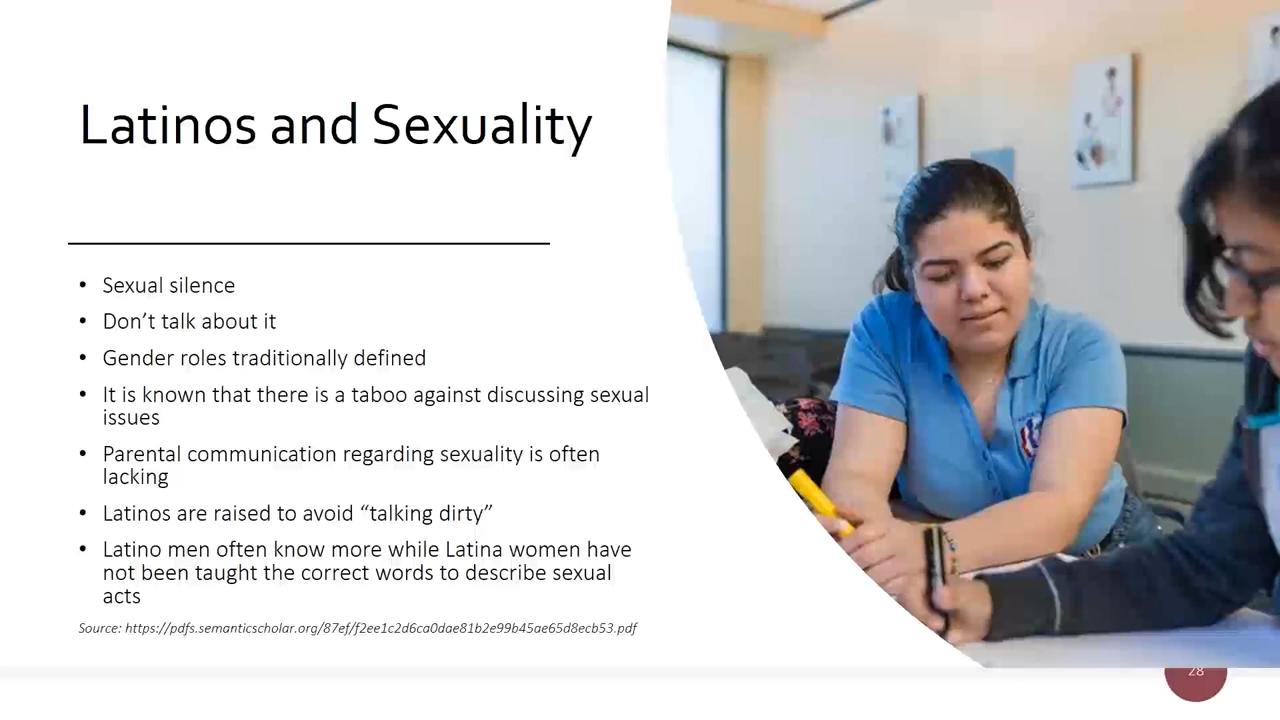 Latinos and Sexuality
• Sexual silence
• Don’t talk about it
• Gender roles traditionally defined
• It is known that there is a taboo against discussing sexual
issues
• Parental communication regarding sexuality is often
lacking
• Latinos are raised to avoid “talking dirty”
• Latino men often know more while Latina women have
not been taught the correct words to describe sexual
acts
Source: https://pdfs.semanticscholar.org/87ef/f2ee1c2d6ca0dae81b2e99b45ae65d8ecb53.pdf
28